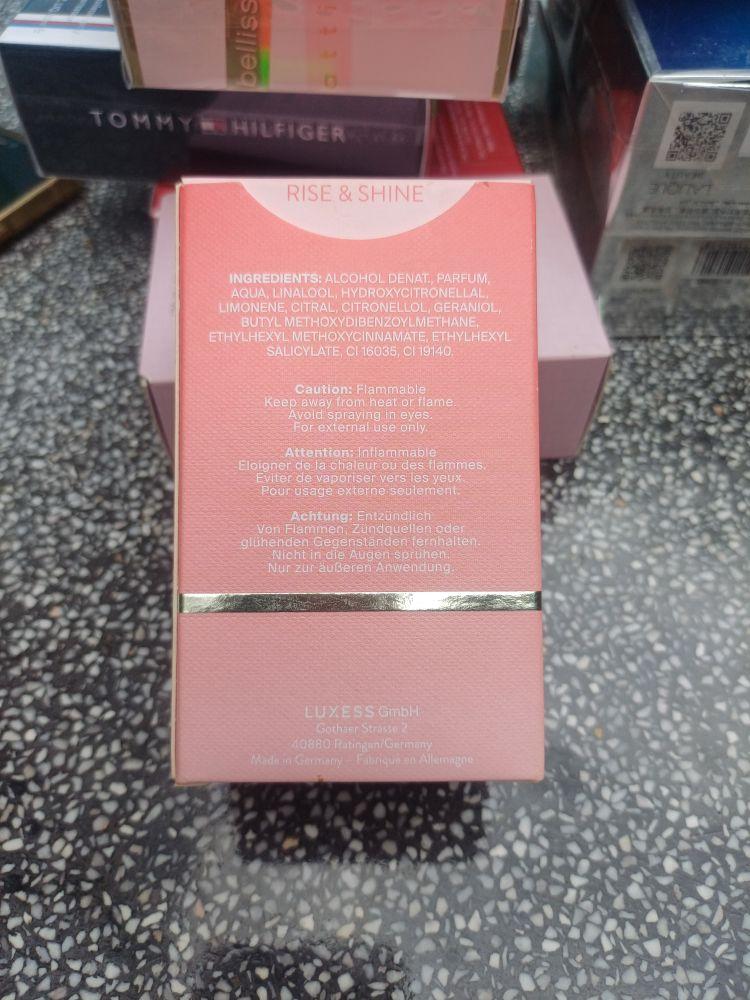 belliss
TOMMY HILFIGER
LALIQUE
RISE & SHINE
INGREDIENTS: ALCOHOL DENAT., PARFUM,
AQUA, LINALOOL, HYDROXYCITRONELLAL,
LIMONENE, CITRAL, CITRONELLOL, GERANIOL,
BUTYL METHOXYDIBENZOYLMETHANE,
ETHYLHEXYL METHOXYCINNAMATE, ETHYLHEXYL
SALICYLATE, CI 16035, CI 19140.
Caution: Flammable
Keep away from heat or flame.
Avoid spraying in eyes.
For external use only.
Attention: Inflammable
Eloigner de la chaleur ou des flammes.
Éviter de vaporiser vers les yeux.
Pour usage externe seulement.
Achtung: Entzündlich
Von Flammen, Zündquellen oder
glühenden Gegenständen fernhalten.
Nicht in die Augen sprühen.
Nur zur äußeren Anwendung.
LUXESS GmbH
Gothaer Strasse 2
40880 Ratingen/Germany
Made in Germany - Fabriqué en Allemagne